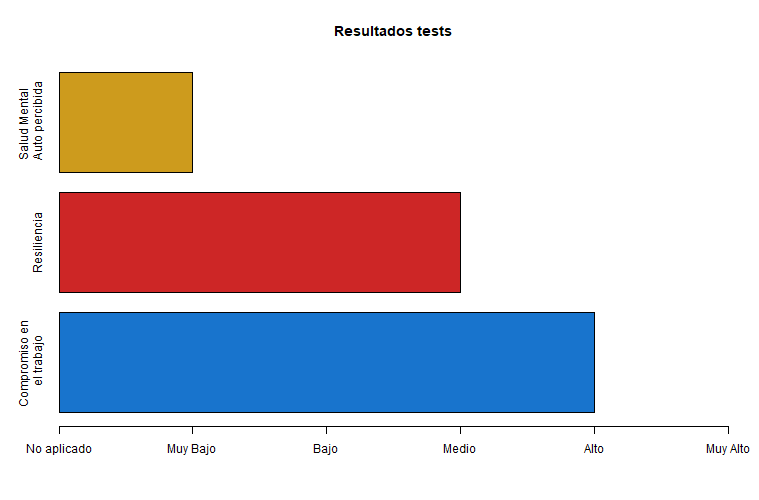 Resultados tests
Salud Mental
Auto percibida
Resiliencia
Compromiso en
el trabajo
No aplicado
Muy Bajo
Bajo
Medio
Alto
Muy Alto